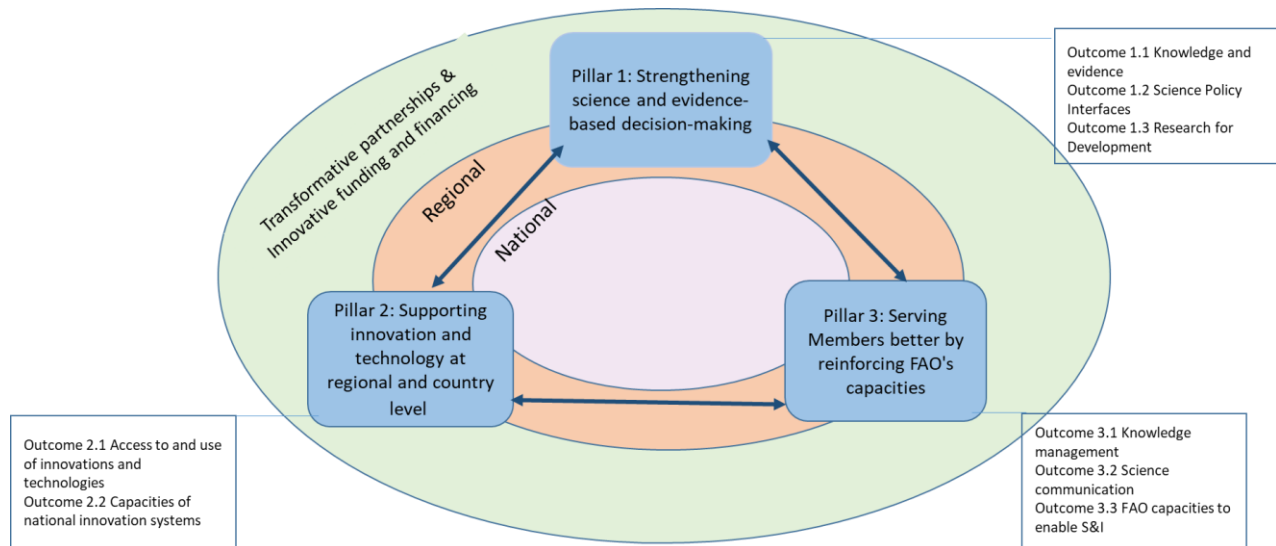 Pillar 1: Strengthening
science and evidence-
based decision-making
Outcome 1.1 Knowledge and
evidence
Outcome 1.2 Science Policy
Interfaces
Outcome 1.3 Research for
Development
Transformative partnerships &
Innovative funding and financing
Regional
National
Pillar 2: Supporting
innovation and
technology at
regional and country
level
Pillar 3: Serving
Members better by
reinforcing FAO's
capacities
Outcome 2.1 Access to and use
of innovations and
technologies
Outcome 2.2 Capacities of
national innovation systems
Outcome 3.1 Knowledge
management
Outcome 3.2 Science
communication
Outcome 3.3 FAO capacities to
enable S&I